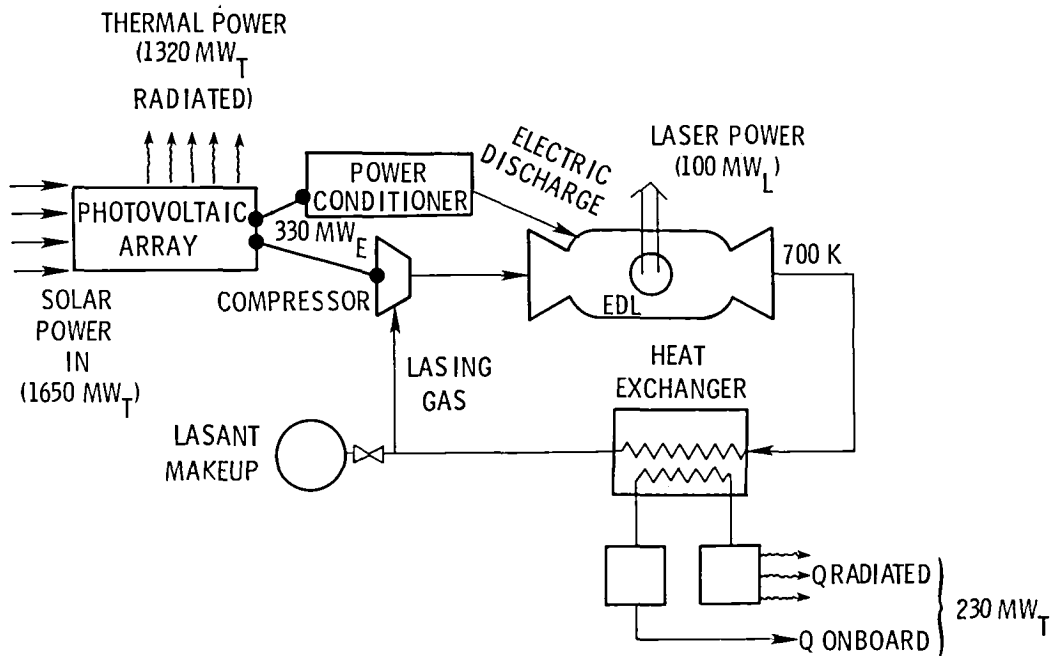 THERMAL POWER
(1320 MW_T
RADIATED)
ELECTRIC
DISCHARGE
LASER POWER
(100 MW_L)
POWER
CONDITIONER
PHOTOVOLTAIC
ARRAY
330 MW_E
COMPRESSOR
700 K
EDL
SOLAR
POWER
IN
(1650 MW_T)
LASING
GAS
HEAT
EXCHANGER
LASANT
MAKEUP
Q RADIATED
230 MW_T
Q ONBOARD